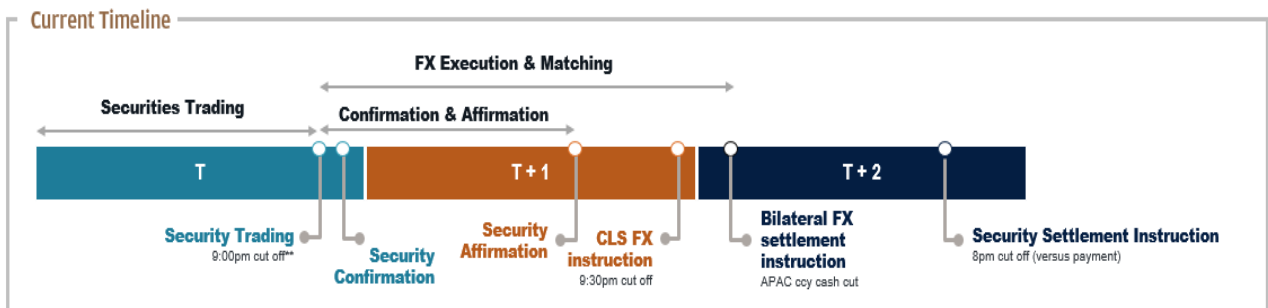 Current Timeline
FX Execution & Matching
Securities Trading
Confirmation & Affirmation
T
T + 1
T + 2
Security Trading
9:00pm cut off**
Security
Confirmation
Security
Affirmation
CLS FX
instruction
9:30pm cut off
Bilateral FX
settlement
instruction
APAC ccy cash cut
Security Settlement Instruction
8pm cut off (versus payment)